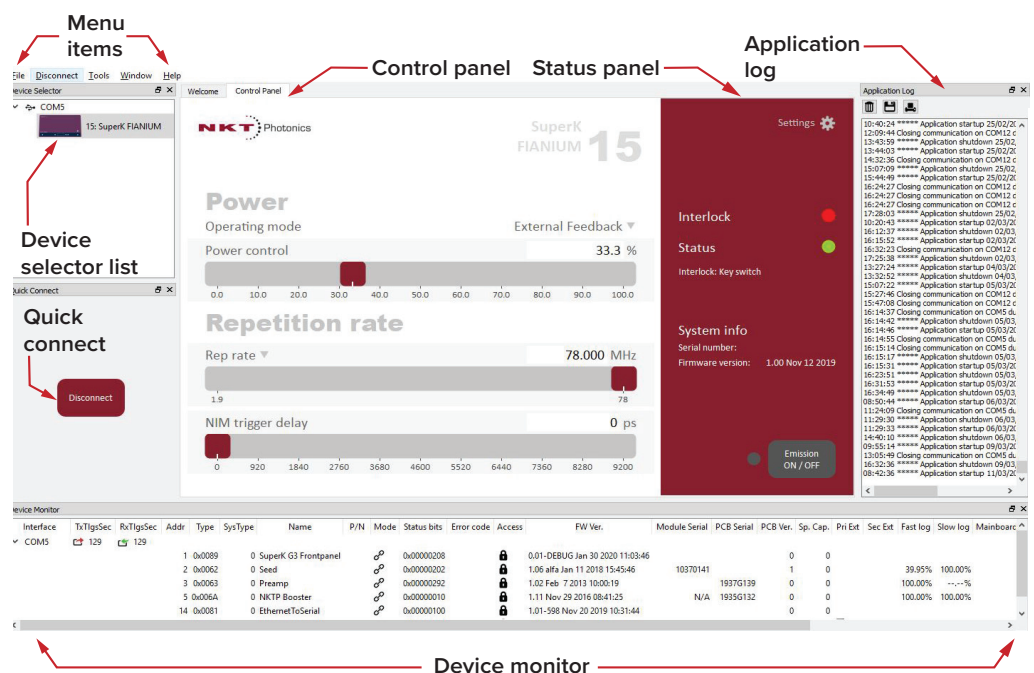 Menu
items
Control panel
Status panel
Application
log
File Disconnect Tools Window Help
Device Selector
COM5
15: SuperK FIANIUM
Device
selector list
Quick Connect
Quick
connect
Disconnect
Welcome Control Panel
NKT Photonics
SuperK
FIANIUM 15
Power
Operating mode External Feedback
Power control 33.3 %
0.0 10.0 20.0 30.0 40.0 50.0 60.0 70.0 80.0 90.0 100.0
Repetition rate
Rep rate 78.000 MHz
1.9 78
NIM trigger delay 0 ps
0 920 1840 2760 3680 4600 5520 6440 7360 8280 9200
Settings
Interlock
Status
Interlock: Key switch
System info
Serial number:
Firmware version: 1.00 Nov 12 2019
Emission
ON / OFF
Application Log
10:40:24 ***** Application startup 25/02/20
12:09:44 Closing communication on COM12 d
13:43:59 ***** Application shutdown 25/02,
13:44:03 ***** Application startup 25/02/20
14:32:36 Closing communication on COM12 d
15:07:09 ***** Application shutdown 25/02,
15:44:49 ***** Application startup 25/02/20
16:24:27 Closing communication on COM12 d
16:24:27 Closing communication on COM12 d
16:24:27 Closing communication on COM12 d
17:28:03 ***** Application shutdown 25/02,
10:20:43 ***** Application startup 02/03/20
16:12:37 ***** Application shutdown 02/03,
16:15:52 ***** Application startup 02/03/20
16:32:23 Closing communication on COM12 d
17:25:38 ***** Application shutdown 02/03,
13:27:24 ***** Application startup 04/03/20
13:32:52 ***** Application shutdown 04/03,
15:07:22 ***** Application startup 05/03/20
15:27:46 Closing communication on COM12 d
15:47:08 Closing communication on COM12 d
16:14:37 Closing communication on COM5 du
16:14:42 ***** Application shutdown 05/03,
16:14:46 ***** Application startup 05/03/20
16:14:55 Closing communication on COM5 du
16:15:14 Closing communication on COM5 du
16:15:17 ***** Application shutdown 05/03,
16:15:31 ***** Application startup 05/03/20
16:23:51 ***** Application shutdown 05/03,
16:31:53 ***** Application startup 05/03/20
16:34:49 ***** Application shutdown 05/03,
08:50:44 ***** Application startup 06/03/20
11:24:09 Closing communication on COM5 du
11:29:30 ***** Application shutdown 06/03,
11:29:33 ***** Application startup 06/03/20
14:40:10 ***** Application shutdown 06/03,
09:55:14 ***** Application startup 09/03/20
13:05:49 Closing communication on COM5 du
16:32:36 ***** Application shutdown 09/03,
08:42:36 ***** Application startup 11/03/20
Device Monitor
Interface TxTlgsSec RxTlgsSec Addr Type SysType Name P/N Mode Status bits Error code Access FW Ver. Module Serial PCB Serial PCB Ver. Sp. Cap. Pri Ext Sec Ext Fast log Slow log Mainboarc
COM5 129 129
1 0x0089 0 SuperK G3 Frontpanel 0x00000208 0.01-DEBUG Jan 30 2020 11:03:46 0 0
2 0x0062 0 Seed 0x00000202 1.06 alfa Jan 11 2018 15:45:46 10370141 1 0 39.95% 100.00%
3 0x0063 0 Preamp 0x00000292 1.02 Feb 7 2013 10:00:19 1937G139 0 0 100.00% --.--%
5 0x006A 0 NKTP Booster 0x00000010 1.11 Nov 29 2016 08:41:25 N/A 1935G132 0 0 100.00% 100.00%
14 0x0081 0 EthernetToSerial 0x00000100 1.01-598 Nov 20 2019 10:31:44 0 0
Device monitor